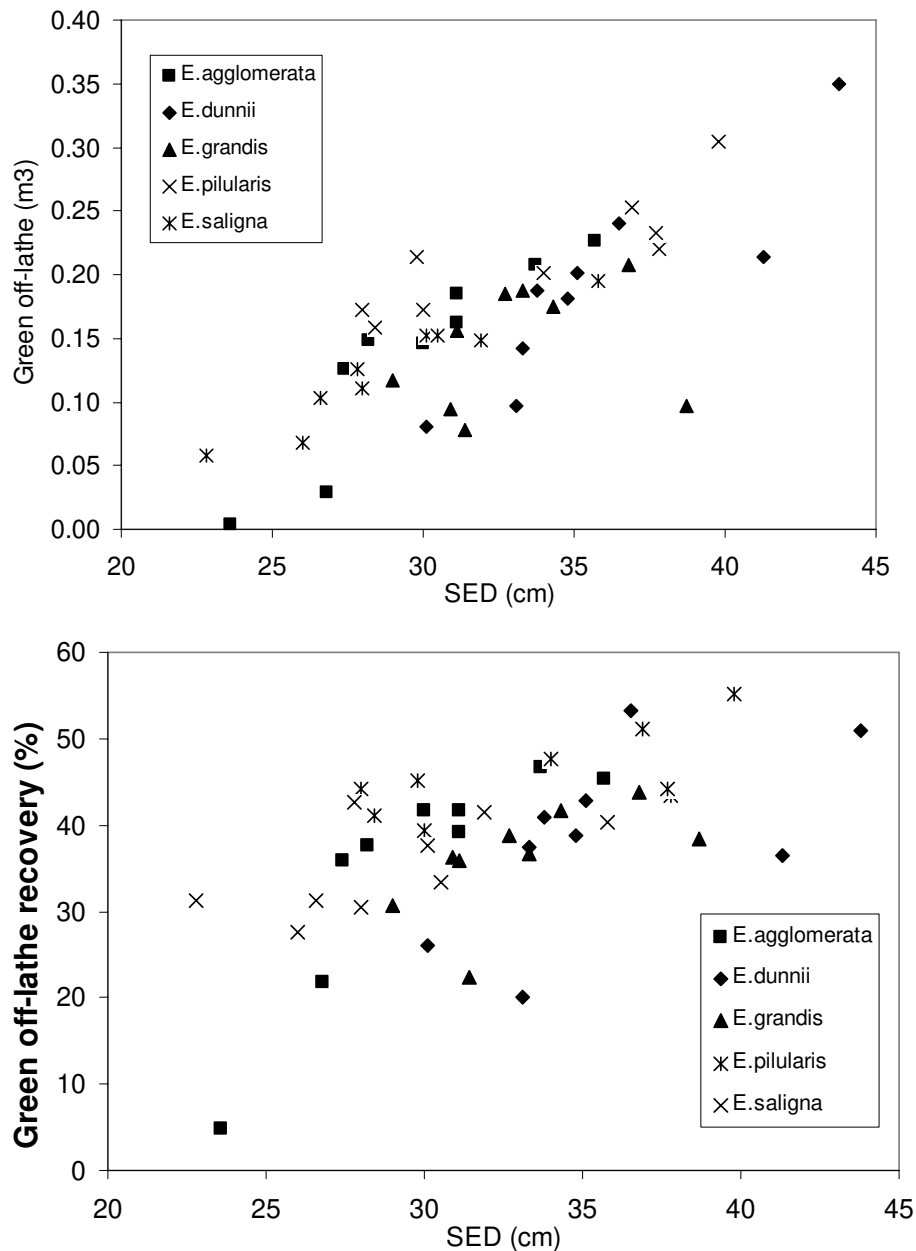 0.40
0.35
0.30
0.25
0.20
0.15
0.10
0.05
0.00
Green off-lathe (m3)
E.agglomerata
E.dunnii
E.grandis
E.pilularis
E.saligna
20 25 30 35 40 45
SED (cm)
60
50
40
30
20
10
0
Green off-lathe recovery (%)
E.agglomerata
E.dunnii
E.grandis
E.pilularis
E.saligna
20 25 30 35 40 45
SED (cm)